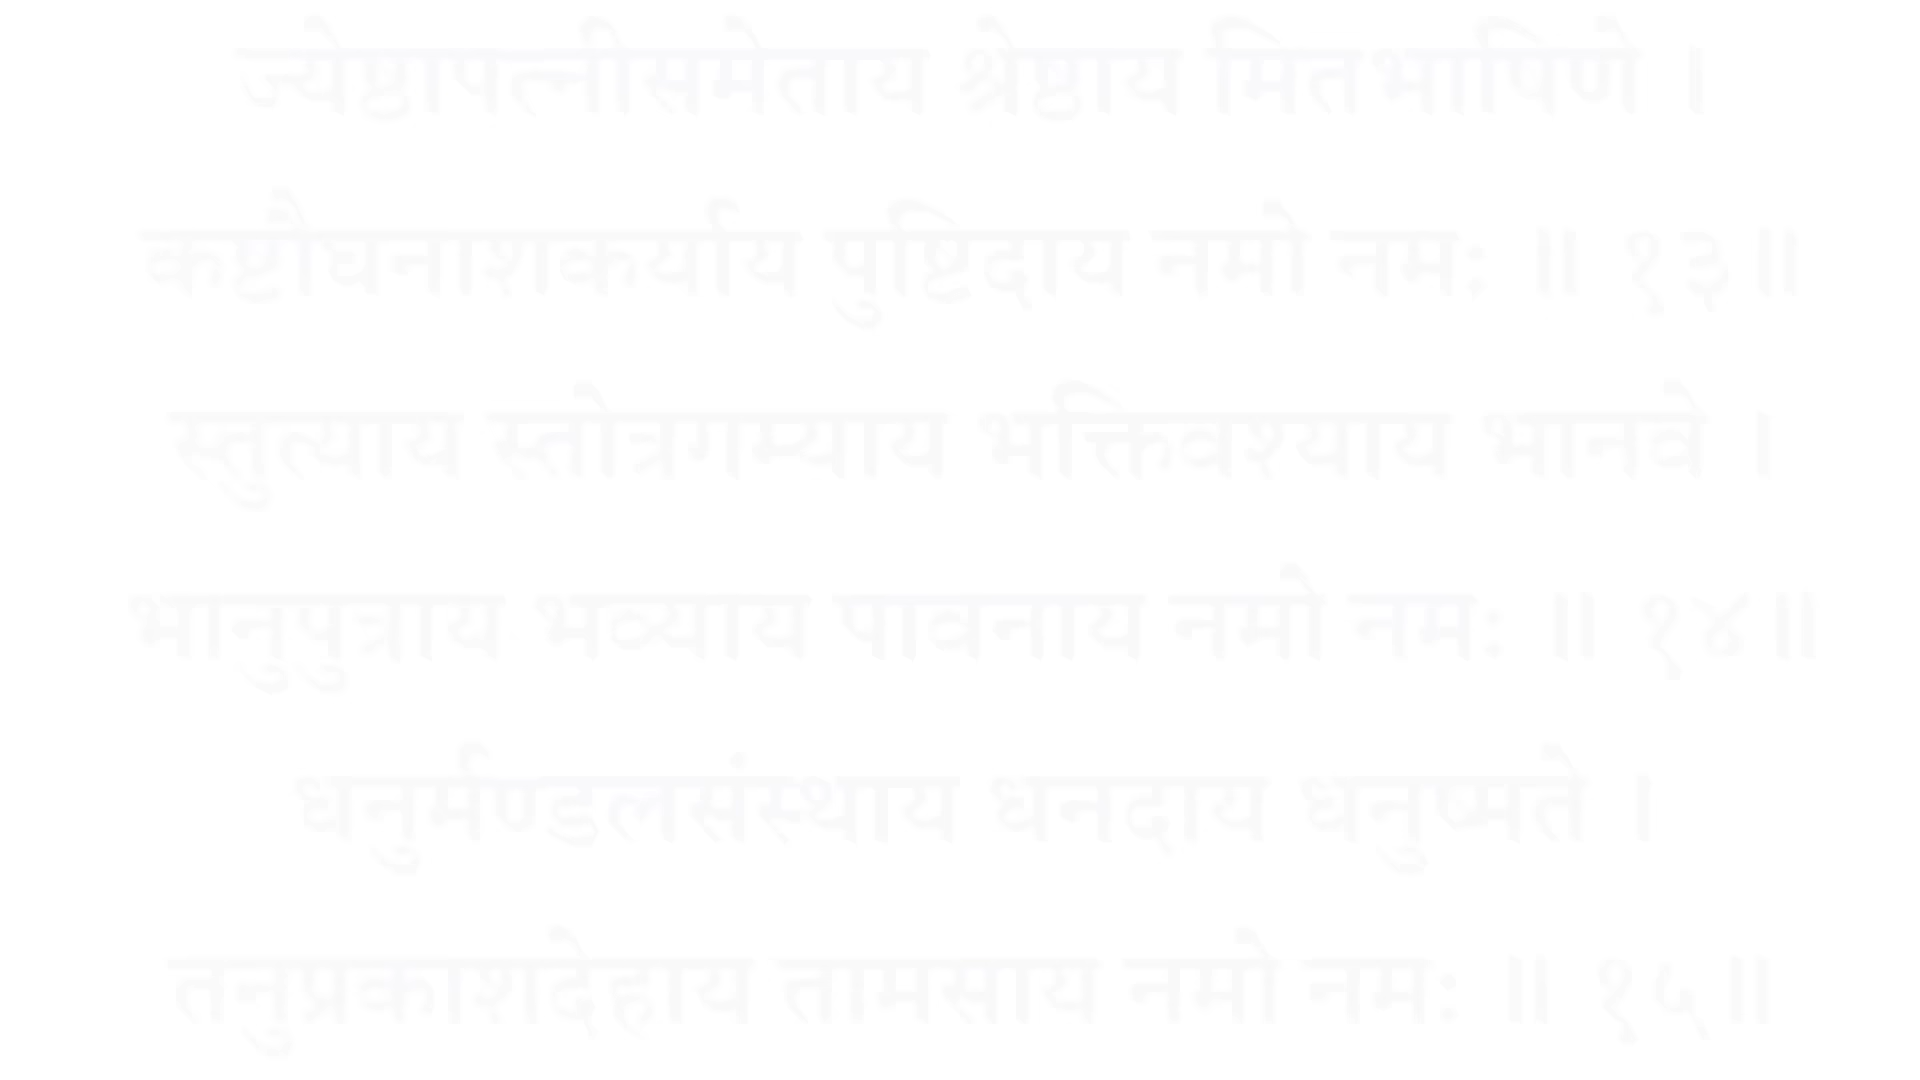 ज्येष्ठापत्नीसमेताय श्रेष्ठाय मितभाषिणे ।
कष्टौघनाशकर्याय पुष्टिदाय नमो नमः ॥ १३॥
स्तुत्याय स्तोत्रगम्याय भक्तिवश्याय भानवे ।
भानुपुत्राय भव्याय पावनाय नमो नमः ॥ १४॥
धनुर्मण्डलसंस्थाय धनदाय धनुष्मते ।
तनुप्रकाशदेहाय तामसाय नमो नमः ॥ १५॥